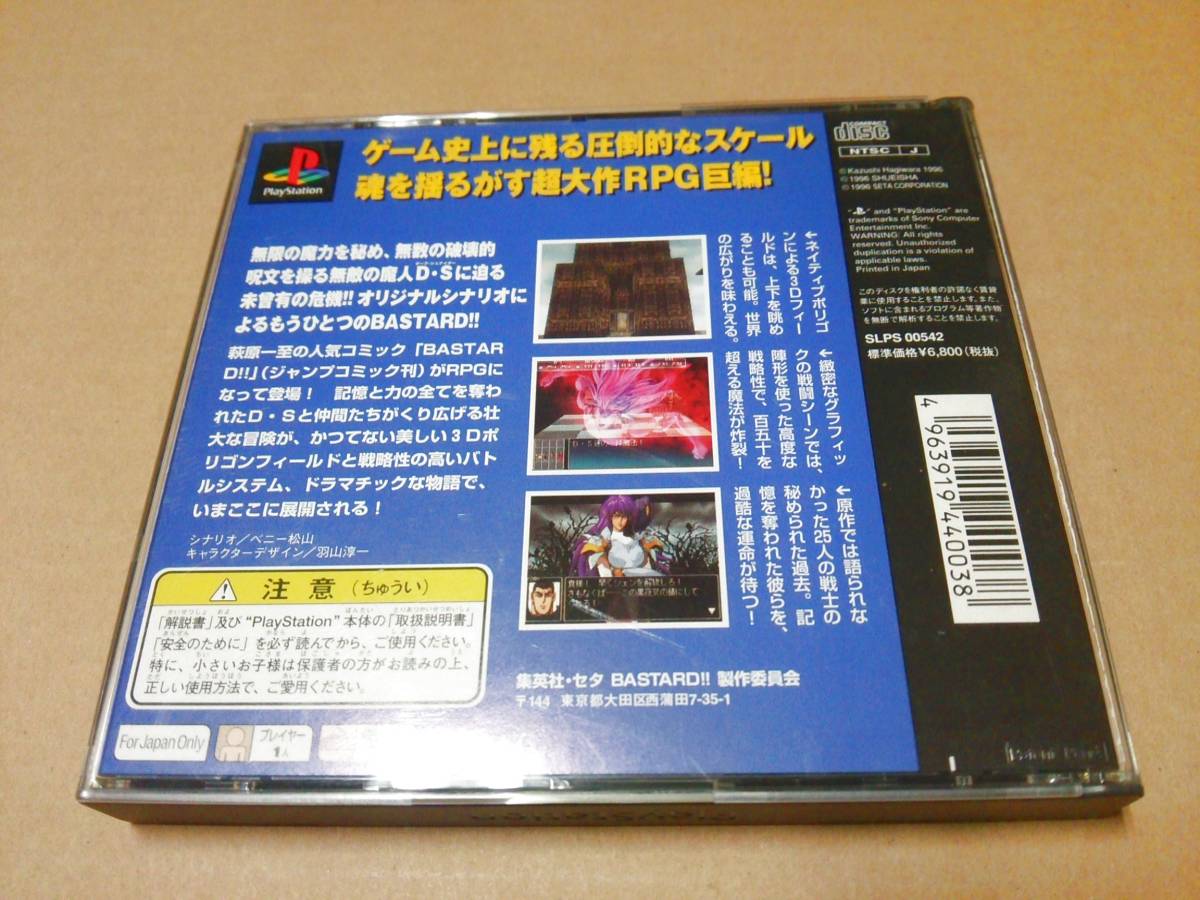 PlayStation
ゲーム史上に残る圧倒的なスケール
魂を揺るがす超大作RPG巨編!
無限の魔力を秘め、無数の破壊的
呪文を操る無敵の魔人D・Sに迫る
未曾有の危機!! オリジナルシナリオに
よるもうひとつのBASTARD!!
萩原一至の人気コミック「BASTAR
D!!」(ジャンプコミック刊)がRPGに
なって登場! 記憶と力の全てを奪わ
れたD・Sと仲間たちがくり広げる壮
大な冒険が、かつてない美しい3Dポ
リゴンフィールドと戦略性の高いバト
ルシステム、ドラマチックな物語で、
いまここに展開される!
シナリオ/ベニー松山
キャラクターデザイン/羽山淳一
←ネイティブポリゴ
ンによる3Dフィー
ルドは、上下を眺め
ることも可能。世界
の広がりを味わえる。
←緻密なグラフィッ
クの戦闘シーンでは、
陣形を使った高度な
戦略性で、百五十を
超える魔法が炸裂!
←原作では語られな
かった25人の戦士の
秘められた過去。記
憶を奪われた彼らを、
過酷な運命が待つ!
貴様! 早くシェンを解放しろ!
注意(ちゅうい)
「解説書」及び“PlayStation”本体の「取扱説明書」
「安全のために」を必ず読んでから、ご使用ください。
特に、小さいお子様は保護者の方がお読みの上、
正しい使用方法で、ご愛用ください。
集英社・セタ BASTARD!! 製作委員会
〒144 東京都大田区西蒲田7-35-1
For Japan Only
プレイヤー
1人
COMPACT
disc
NTSC J
©Kazushi Hagiwara 1996
©1996 SHUEISHA
©1996 SETA CORPORATION
" " and "PlayStation" are
trademarks of Sony Computer
Entertainment Inc.
WARNING: All rights
reserved. Unauthorized
duplication is a violation of
applicable laws.
Printed in Japan
このディスクを権利者の許諾なく賃貸
業に使用することを禁止します。また、
ソフトに含まれるプログラム等著作物
を無断で解析することを禁止します。
SLPS 00542
標準価格¥6,800(税抜)
4 963919 440038